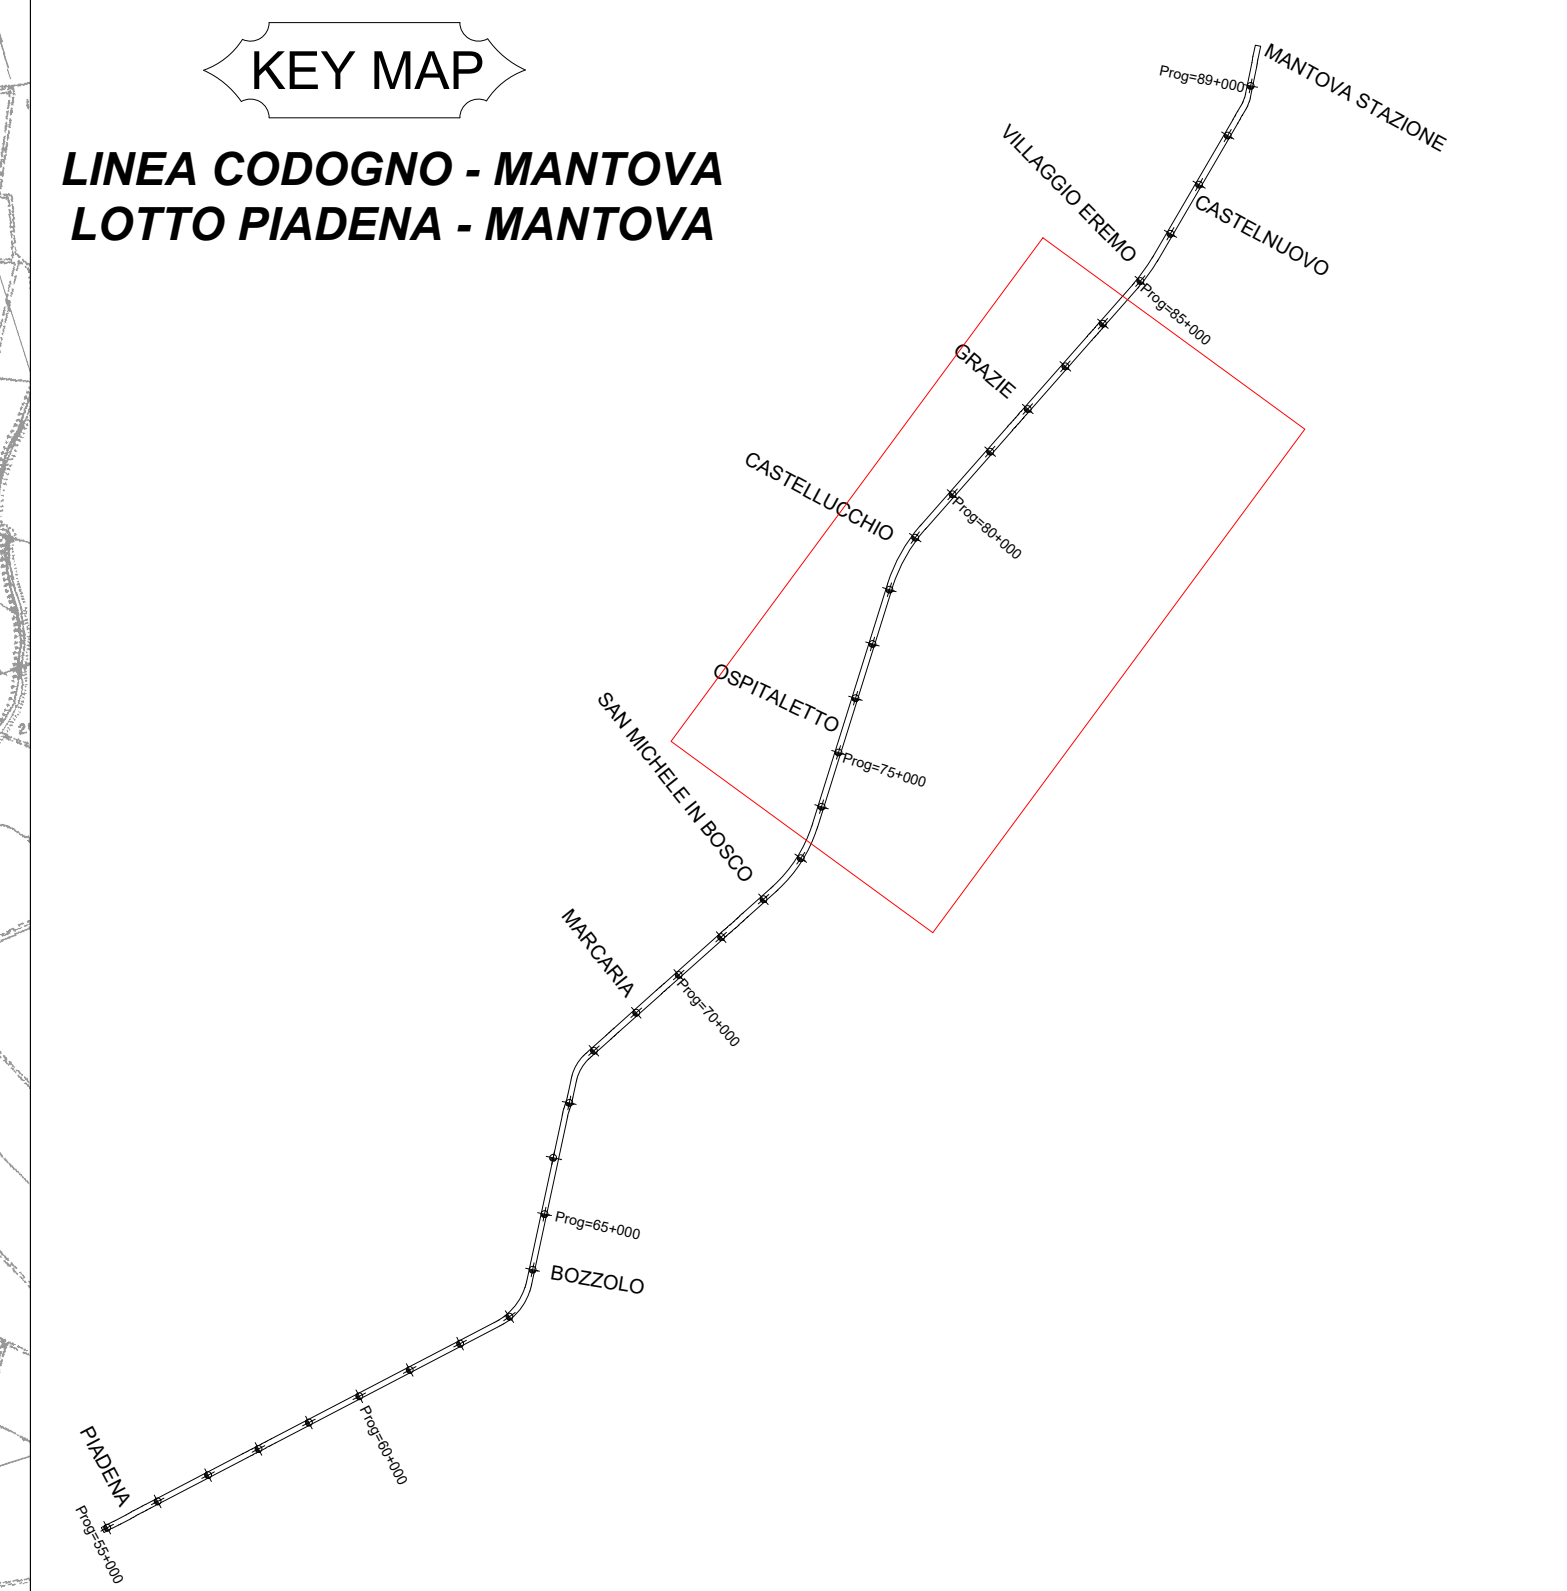 KEY MAP
LINEA CODOGNO - MANTOVA
LOTTO PIADENA - MANTOVA
MANTOVA STAZIONE
Prog=89+000
VILLAGGIO EREMO
CASTELNUOVO
Prog=85+000
GRAZIE
CASTELLUCCHIO
Prog=80+000
OSPITALETTO
SAN MICHELE IN BOSCO
Prog=75+000
MARCARIA
Prog=70+000
Prog=65+000
BOZZOLO
Prog=60+000
PIADENA
Prog=55+000